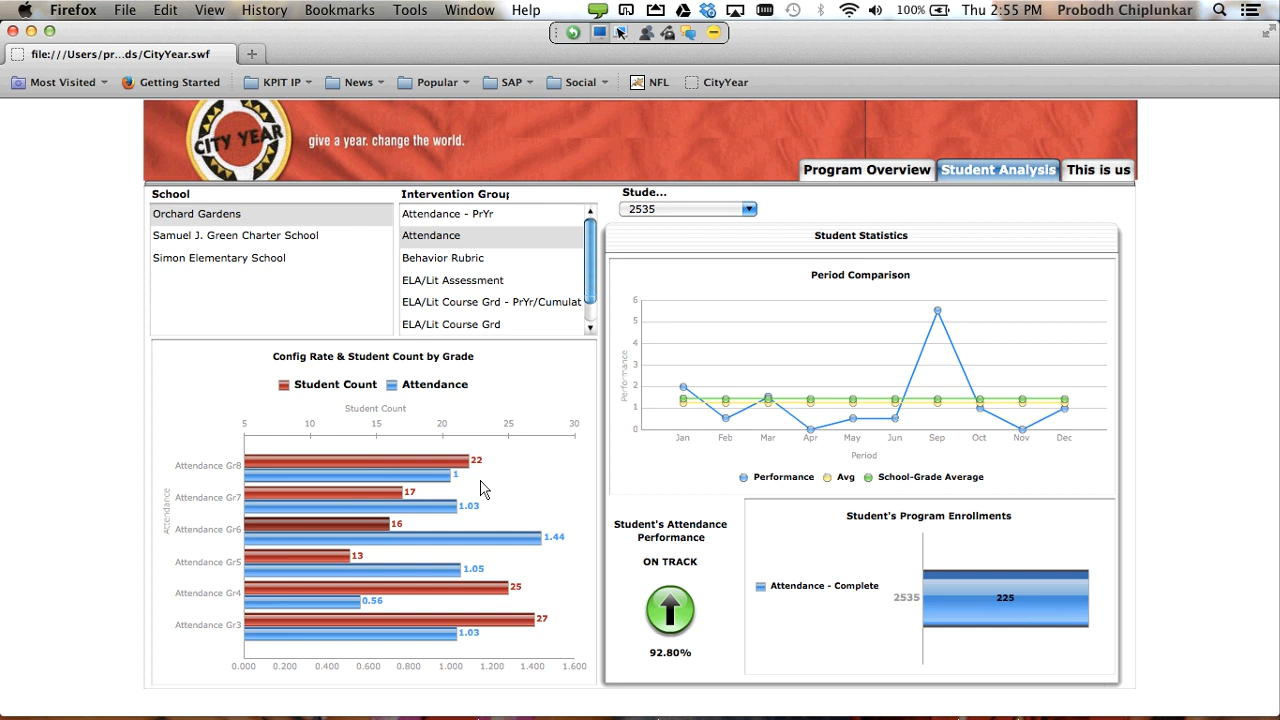 Firefox File Edit View History Bookmarks Tools Window Help 100% Thu 2:55 PM Probodh Chiplunkar
file:///Users/pr...ds/CityYear.swf
Most Visited Getting Started KPIT IP News Popular SAP Social NFL CityYear
CITY YEAR
give a year. change the world.
Program Overview Student Analysis This is us
School
Orchard Gardens
Samuel J. Green Charter School
Simon Elementary School
Intervention Group
Attendance - PrYr
Attendance
Behavior Rubric
ELA/Lit Assessment
ELA/Lit Course Grd - PrYr/Cumulat
ELA/Lit Course Grd
Stude...
2535
Config Rate & Student Count by Grade
Student Count Attendance
Student Count
5 10 15 20 25 30
Attendance
Attendance Gr8 22 1
Attendance Gr7 17 1.03
Attendance Gr6 16 1.44
Attendance Gr5 13 1.05
Attendance Gr4 25 0.56
Attendance Gr3 27 1.03
0.000 0.200 0.400 0.600 0.800 1.000 1.200 1.400 1.600
Student Statistics
Period Comparison
Performance
6
5
4
3
2
1
0
Jan Feb Mar Apr May Jun Sep Oct Nov Dec
Period
Performance Avg School-Grade Average
Student's Attendance
Performance
ON TRACK
92.80%
Student's Program Enrollments
Attendance - Complete
2535 225